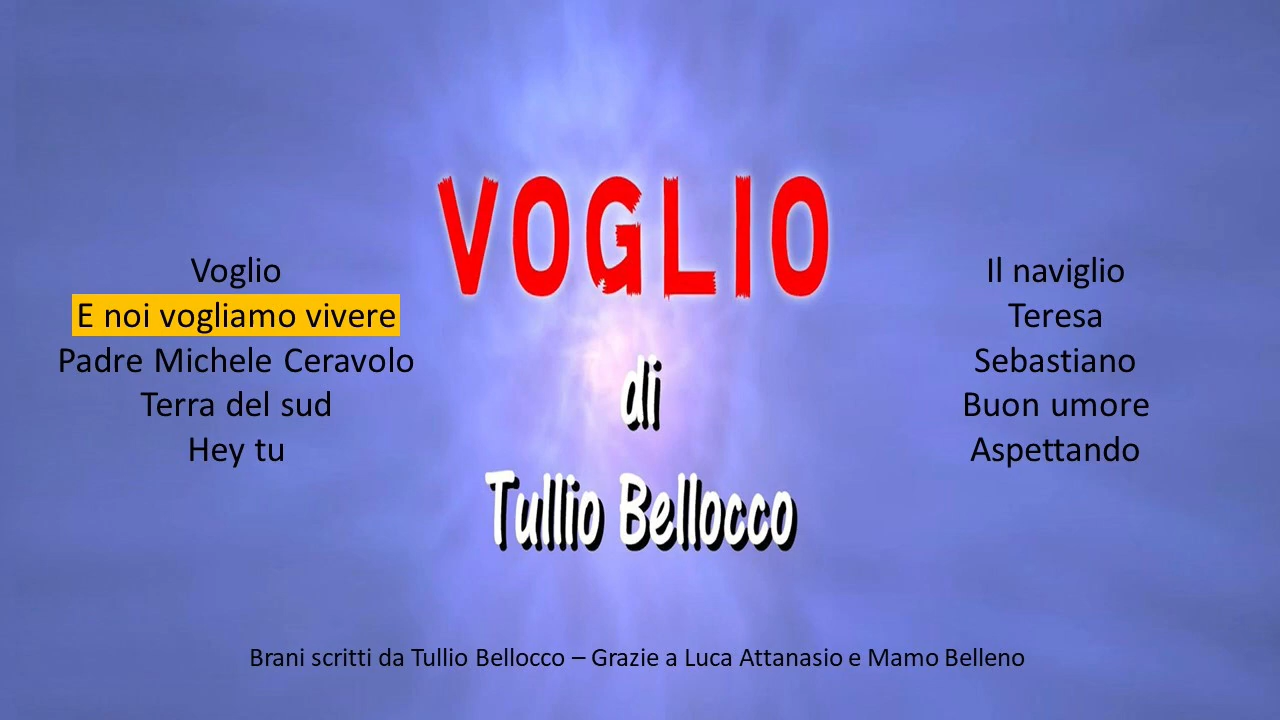 VOGLIO
di
Tullio Bellocco
Voglio
E noi vogliamo vivere
Padre Michele Ceravolo
Terra del sud
Hey tu
Il naviglio
Teresa
Sebastiano
Buon umore
Aspettando
Brani scritti da Tullio Bellocco – Grazie a Luca Attanasio e Mamo Belleno